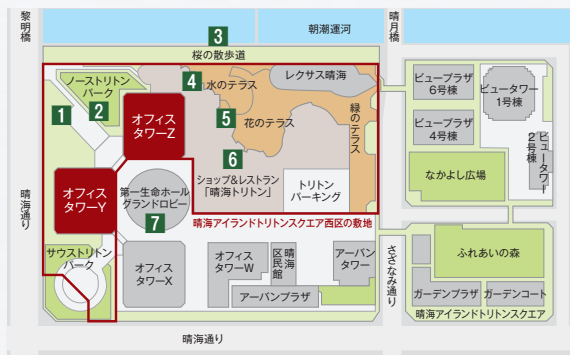 黎明橋
3
朝潮運河
晴月橋
桜の散歩道
ノーストリトン
パーク
1
2
4
水のテラス
レクサス晴海
ビュープラザ
6号棟
ビュータワー
1号棟
オフィス
タワーZ
5
花のテラス
緑のテラス
ビュープラザ
4号棟
ビュータワー
2号棟
6
ショップ&レストラン
「晴海トリトン」
トリトン
パーキング
なかよし広場
オフィス
タワーY
第一生命ホール
グランドロビー
7
晴海アイランドトリトンスクエア西区の敷地
晴海通り
サウストリトン
パーク
オフィス
タワーX
オフィス
タワーW
晴海
区民館
アーバン
タワー
アーバンプラザ
さざなみ通り
ふれあいの森
ガーデンプラザ
ガーデンコート
晴海アイランドトリトンスクエア
晴海通り